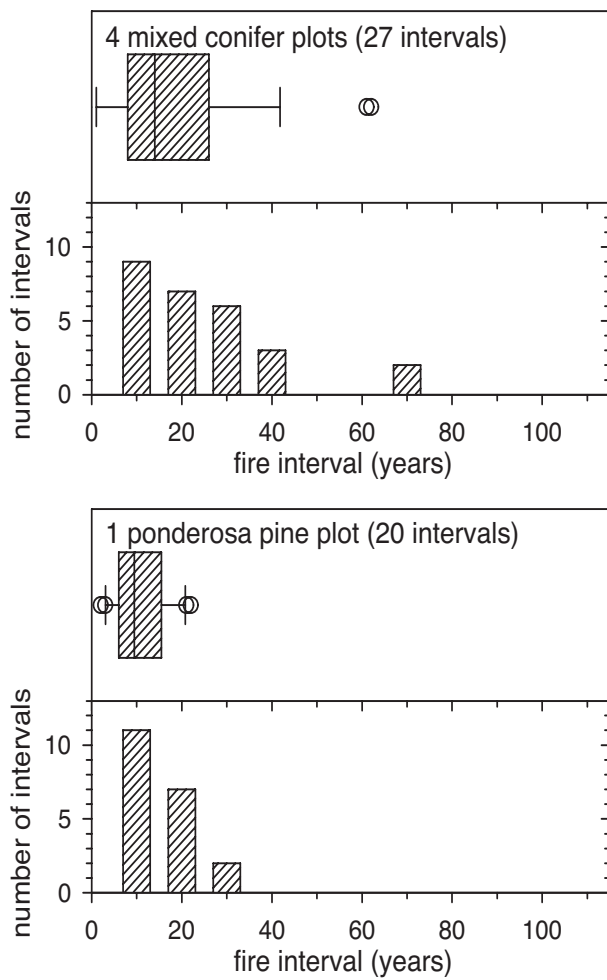 4 mixed conifer plots (27 intervals)
number of intervals
10
5
0
0 20 40 60 80 100
fire interval (years)
1 ponderosa pine plot (20 intervals)
number of intervals
10
5
0
0 20 40 60 80 100
fire interval (years)